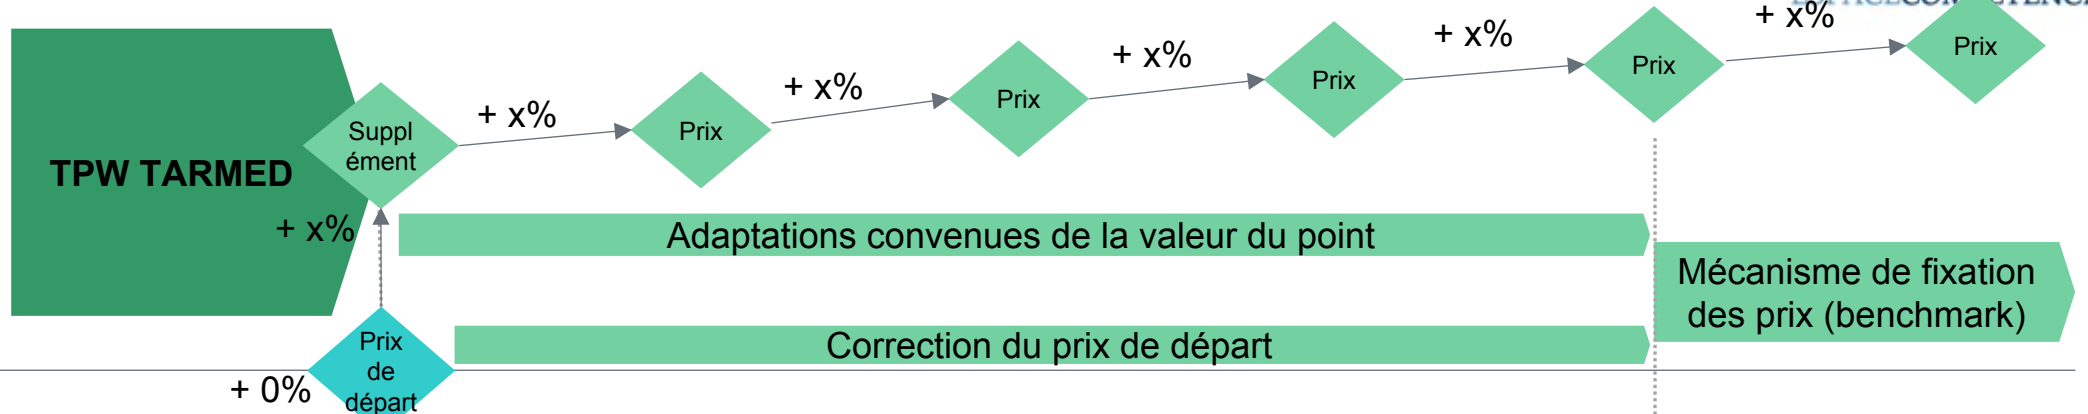 + x%
Prix
+ x%
Prix
+ x%
Prix
+ x%
Prix
+ x%
Prix
Suppl
ément
TPW TARMED
+ x%
Adaptations convenues de la valeur du point
Mécanisme de fixation
des prix (benchmark)
Correction du prix de départ
Prix
de
départ
+ 0%